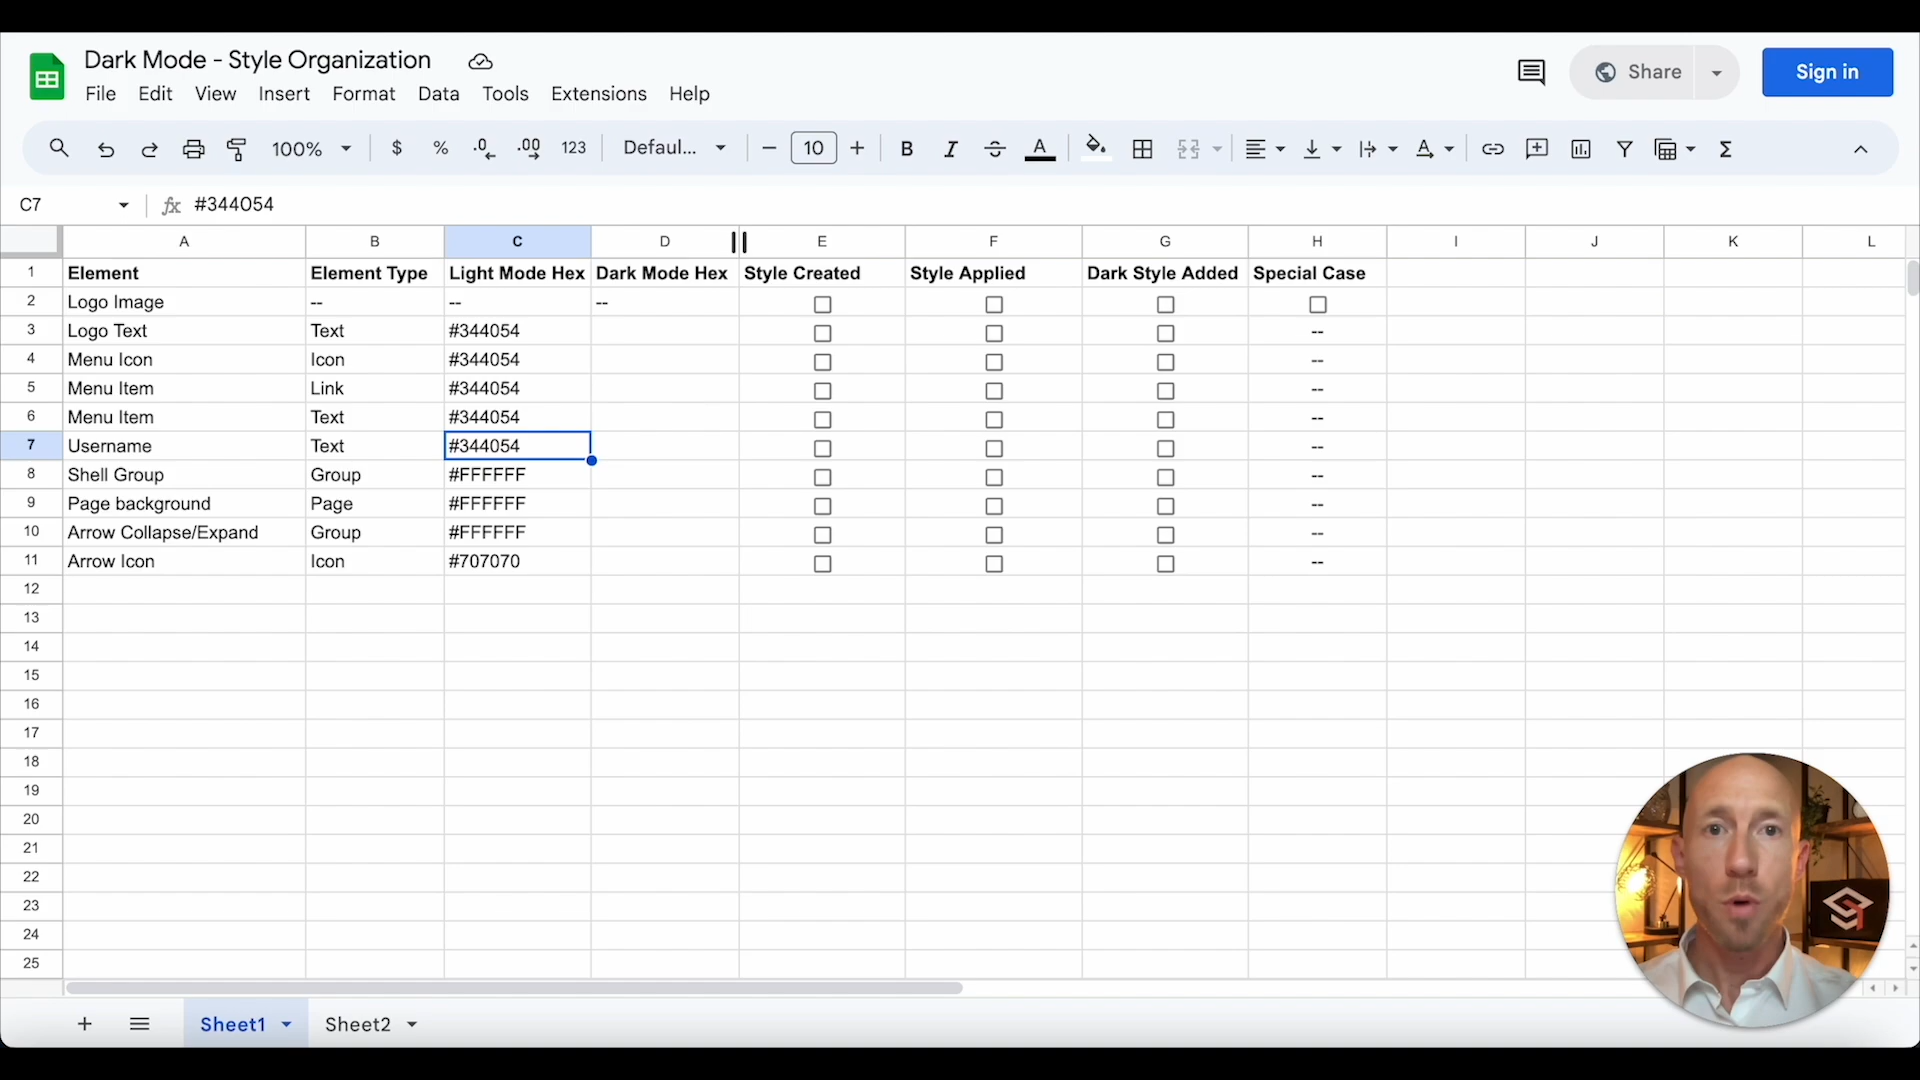 Dark Mode - Style Organization
Share
Sign in
File Edit View Insert Format Data Tools Extensions Help
100% $ % .0 .00 123 Defaul... 10 B I A
C7 fx #344054
A B C D E F G H I J K L
1 Element Element Type Light Mode Hex Dark Mode Hex Style Created Style Applied Dark Style Added Special Case
2 Logo Image -- -- --
3 Logo Text Text #344054 --
4 Menu Icon Icon #344054 --
5 Menu Item Link #344054 --
6 Menu Item Text #344054 --
7 Username Text #344054 --
8 Shell Group Group #FFFFFF --
9 Page background Page #FFFFFF --
10 Arrow Collapse/Expand Group #FFFFFF --
11 Arrow Icon Icon #707070 --
12
13
14
15
16
17
18
19
20
21
22
23
24
25
Sheet1 Sheet2